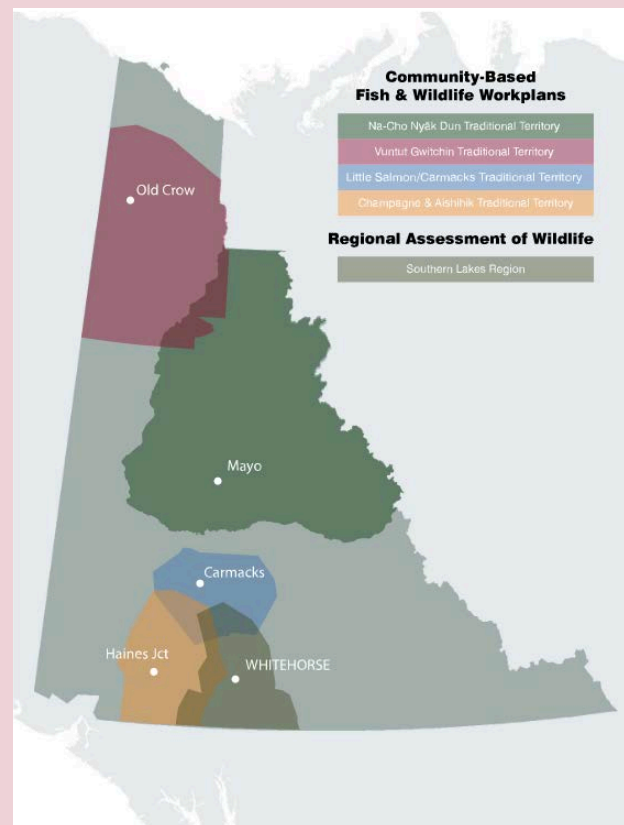 Community-Based
Fish & Wildlife Workplans
Na-Cho Nyäk Dun Traditional Territory
Vuntut Gwitchin Traditional Territory
Little Salmon/Carmacks Traditional Territory
Champagne & Aishihik Traditional Territory
Regional Assessment of Wildlife
Southern Lakes Region
Old Crow
Mayo
Carmacks
Haines Jct
WHITEHORSE